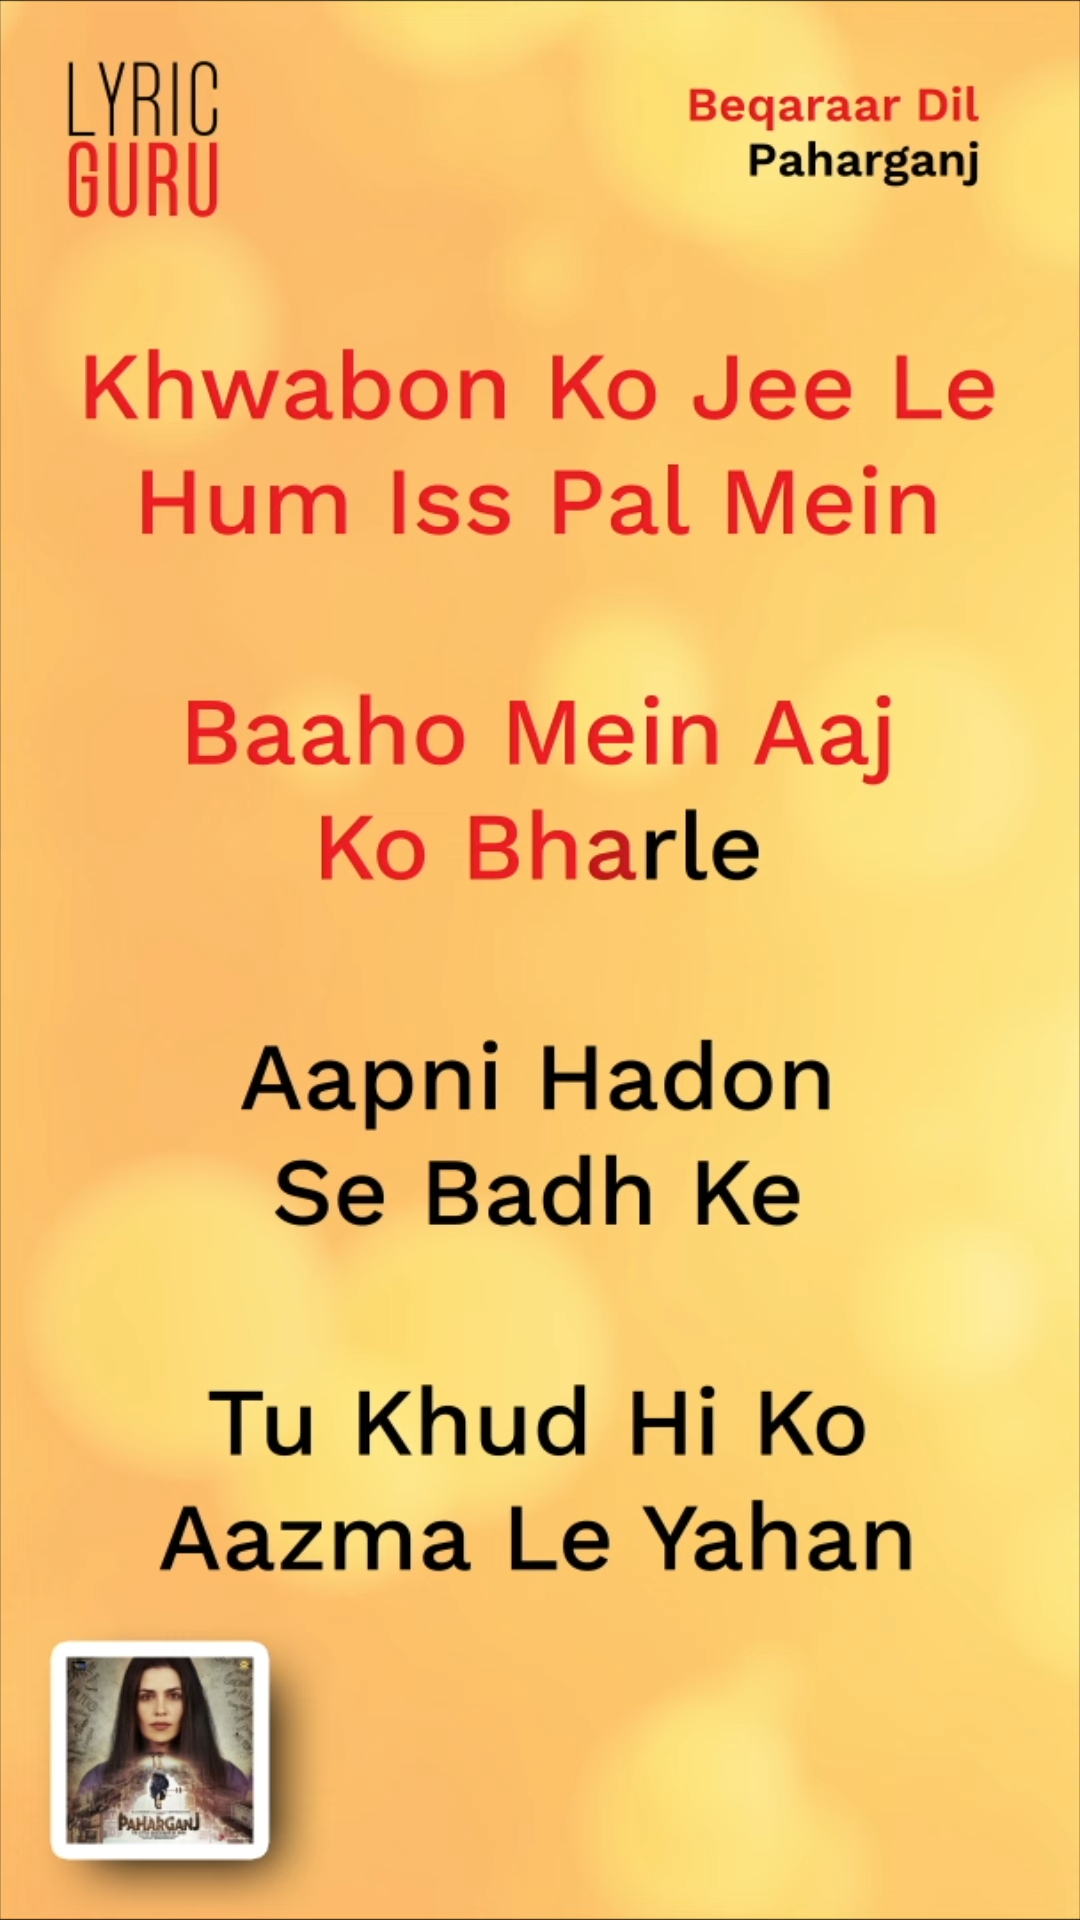 LYRIC
GURU
Beqaraar Dil
Paharganj
Khwabon Ko Jee Le
Hum Iss Pal Mein
Baaho Mein Aaj
Ko Bharle
Aapni Hadon
Se Badh Ke
Tu Khud Hi Ko
Aazma Le Yahan
PAHARGANJ